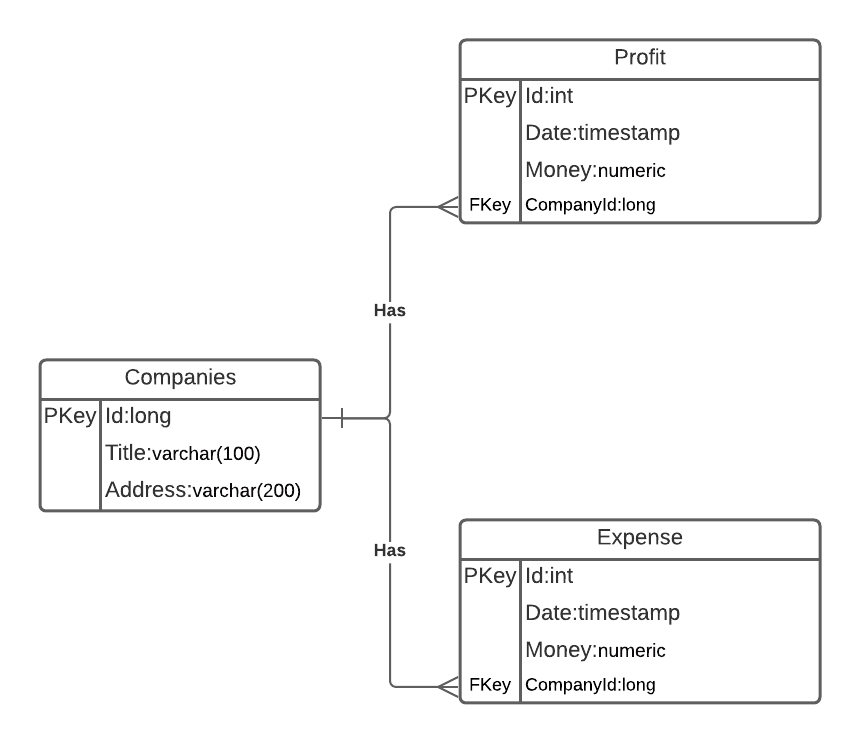 Profit
PKey Id:int
Date:timestamp
Money:numeric
FKey CompanyId:long
Has
Companies
PKey Id:long
Title:varchar(100)
Address:varchar(200)
Has
Expense
PKey Id:int
Date:timestamp
Money:numeric
FKey CompanyId:long